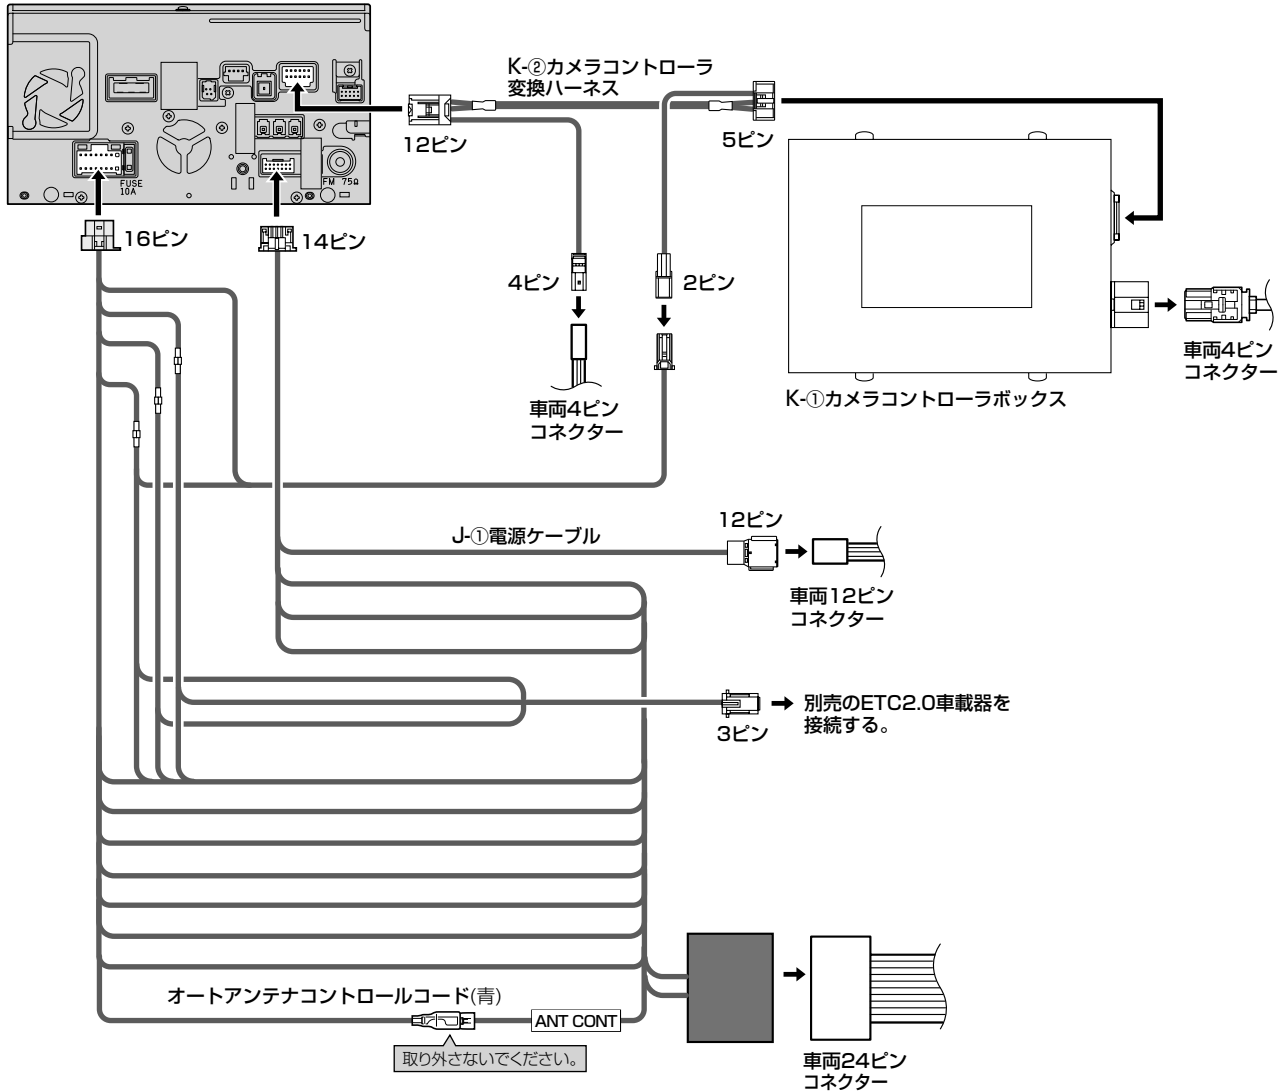 K-②カメラコントローラ
変換ハーネス
12ピン
5ピン
FUSE
10A
FM 75Ω
16ピン
14ピン
4ピン
2ピン
車両4ピン
コネクター
車両4ピン
コネクター
K-①カメラコントローラボックス
J-①電源ケーブル
12ピン
車両12ピン
コネクター
3ピン
別売のETC2.0車載器を
接続する。
オートアンテナコントロールコード(青)
ANT CONT
取り外さないでください。
車両24ピン
コネクター